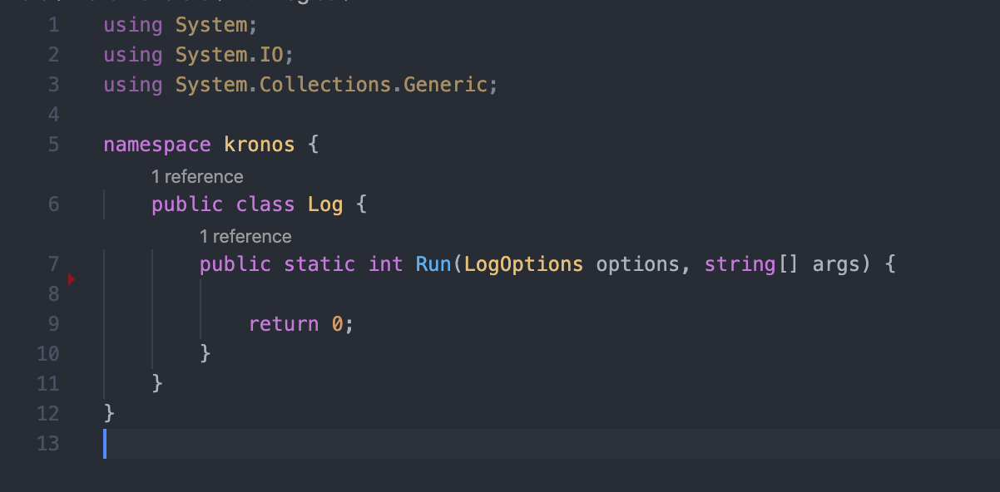 1 using System;
2 using System.IO;
3 using System.Collections.Generic;
4
5 namespace kronos {
1 reference
6 public class Log {
1 reference
7 public static int Run(LogOptions options, string[] args) {
8
9 return 0;
10 }
11 }
12 }
13